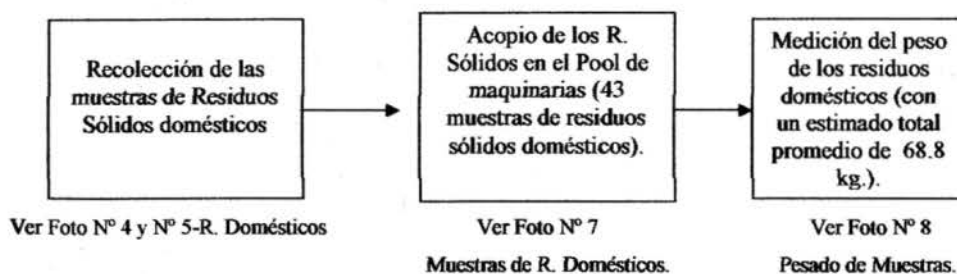 Recolección de las
muestras de Residuos
Sólidos domésticos
Ver Foto Nº 4 y Nº 5-R. Domésticos
Acopio de los R.
Sólidos en el Pool de
maquinarias (43
muestras de residuos
sólidos domésticos).
Ver Foto Nº 7
Muestras de R. Domésticos.
Medición del peso
de los residuos
domésticos (con
un estimado total
promedio de 68.8
kg.).
Ver Foto Nº 8
Pesado de Muestras.